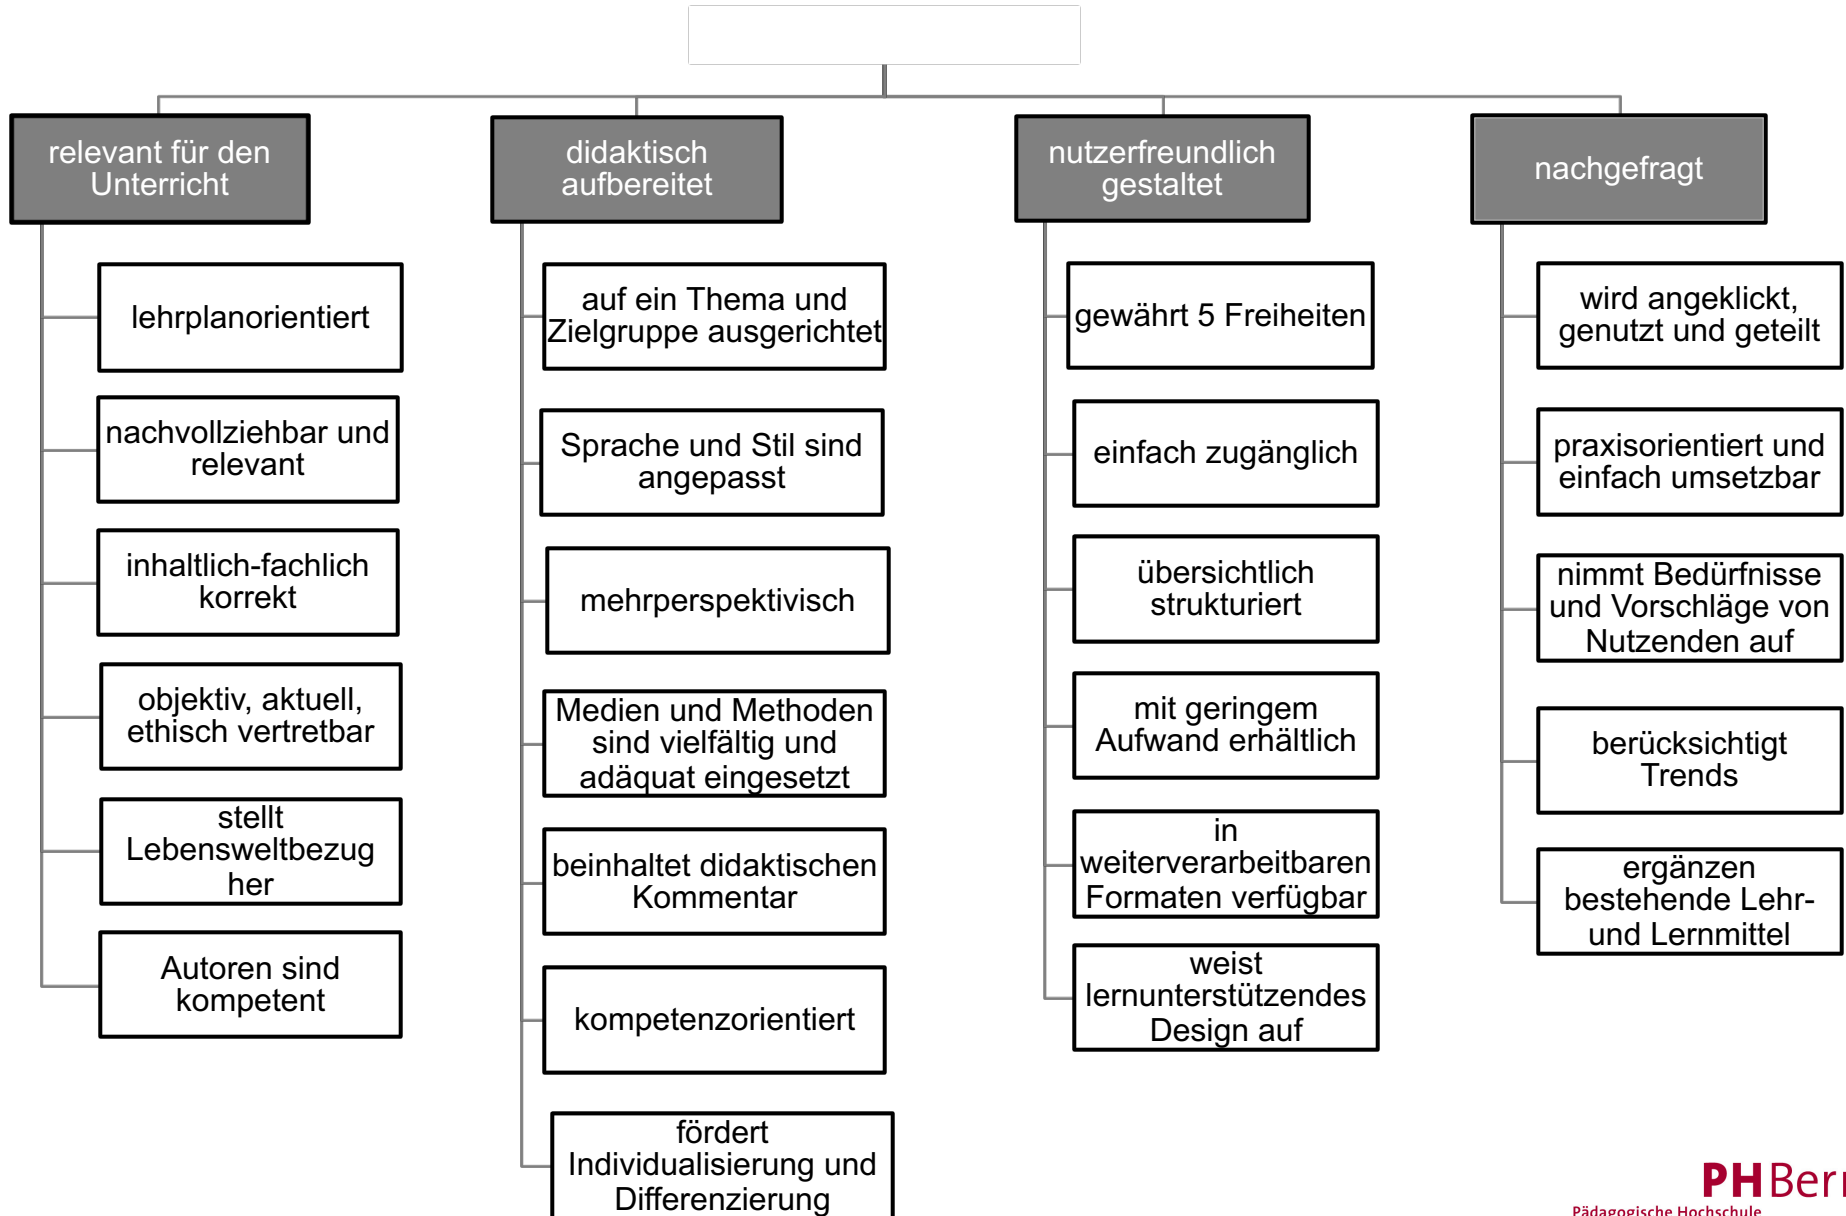 relevant für den
Unterricht
lehrplanorientiert
nachvollziehbar und
relevant
inhaltlich-fachlich
korrekt
objektiv, aktuell,
ethisch vertretbar
stellt
Lebensweltbezug
her
Autoren sind
kompetent
didaktisch
aufbereitet
auf ein Thema und
Zielgruppe ausgerichtet
Sprache und Stil sind
angepasst
mehrperspektivisch
Medien und Methoden
sind vielfältig und
adäquat eingesetzt
beinhaltet didaktischen
Kommentar
kompetenzorientiert
fördert
Individualisierung und
Differenzierung
nutzerfreundlich
gestaltet
gewährt 5 Freiheiten
einfach zugänglich
übersichtlich
strukturiert
mit geringem
Aufwand erhältlich
in
weiterverarbeitbaren
Formaten verfügbar
weist
lernunterstützendes
Design auf
nachgefragt
wird angeklickt,
genutzt und geteilt
praxisorientiert und
einfach umsetzbar
nimmt Bedürfnisse
und Vorschläge von
Nutzenden auf
berücksichtigt
Trends
ergänzen
bestehende Lehr-
und Lernmittel
PHBern
Pädagogische Hochschule